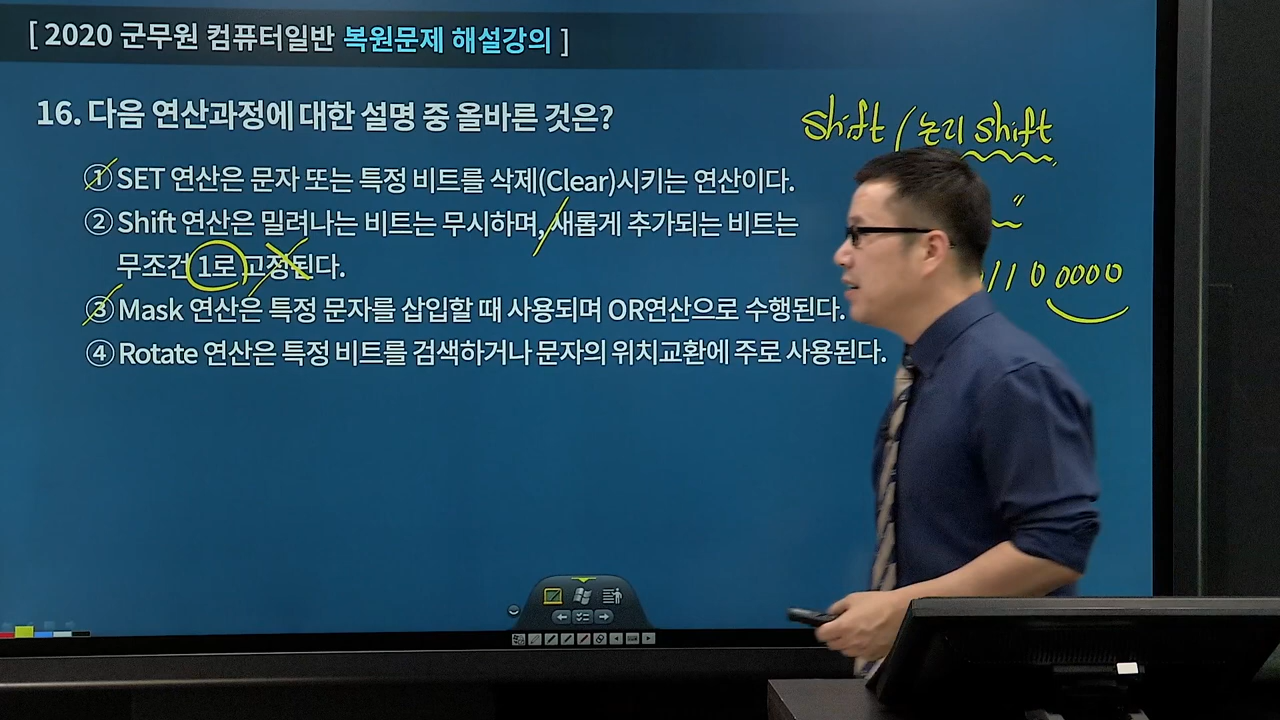 [ 2020 군무원 컴퓨터일반 복원문제 해설강의 ]
16. 다음 연산과정에 대한 설명 중 올바른 것은?
shift / 논리 shift
① SET 연산은 문자 또는 특정 비트를 삭제(Clear)시키는 연산이다.
② Shift 연산은 밀려나는 비트는 무시하며, 새롭게 추가되는 비트는
무조건 1로 고정된다.
110 0000
③ Mask 연산은 특정 문자를 삽입할 때 사용되며 OR연산으로 수행된다.
④ Rotate 연산은 특정 비트를 검색하거나 문자의 위치교환에 주로 사용된다.